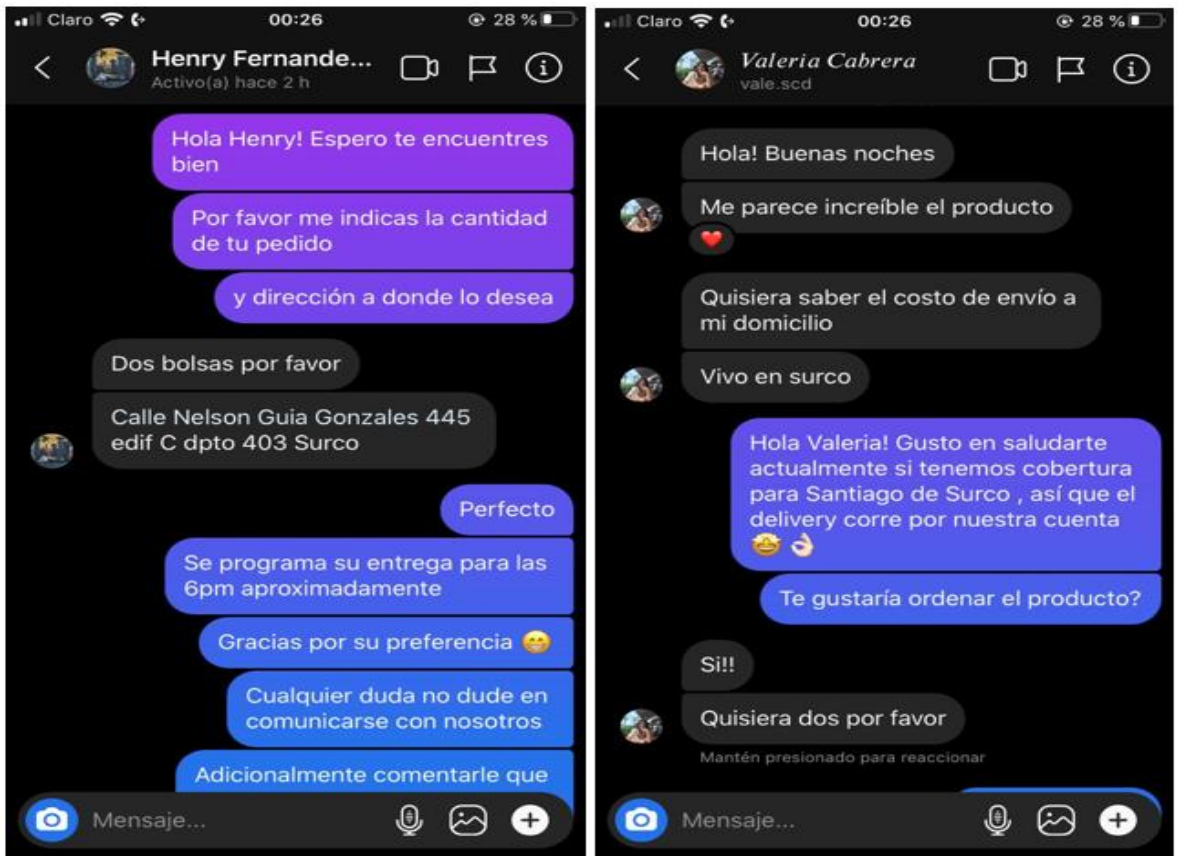 Claro 00:26 28 %
Henry Fernande...
Activo(a) hace 2 h
Hola Henry! Espero te encuentres
bien
Por favor me indicas la cantidad
de tu pedido
y dirección a donde lo desea
Dos bolsas por favor
Calle Nelson Guia Gonzales 445
edif C dpto 403 Surco
Perfecto
Se programa su entrega para las
6pm aproximadamente
Gracias por su preferencia 😁
Cualquier duda no dude en
comunicarse con nosotros
Adicionalmente comentarle que
Mensaje...
Claro 00:26 28 %
Valeria Cabrera
vale.scd
Hola! Buenas noches
Me parece increíble el producto
❤️
Quisiera saber el costo de envío a
mi domicilio
Vivo en surco
Hola Valeria! Gusto en saludarte
actualmente si tenemos cobertura
para Santiago de Surco , así que el
delivery corre por nuestra cuenta
🤩 👌🏻
Te gustaría ordenar el producto?
Si!!
Quisiera dos por favor
Mantén presionado para reaccionar
Mensaje...